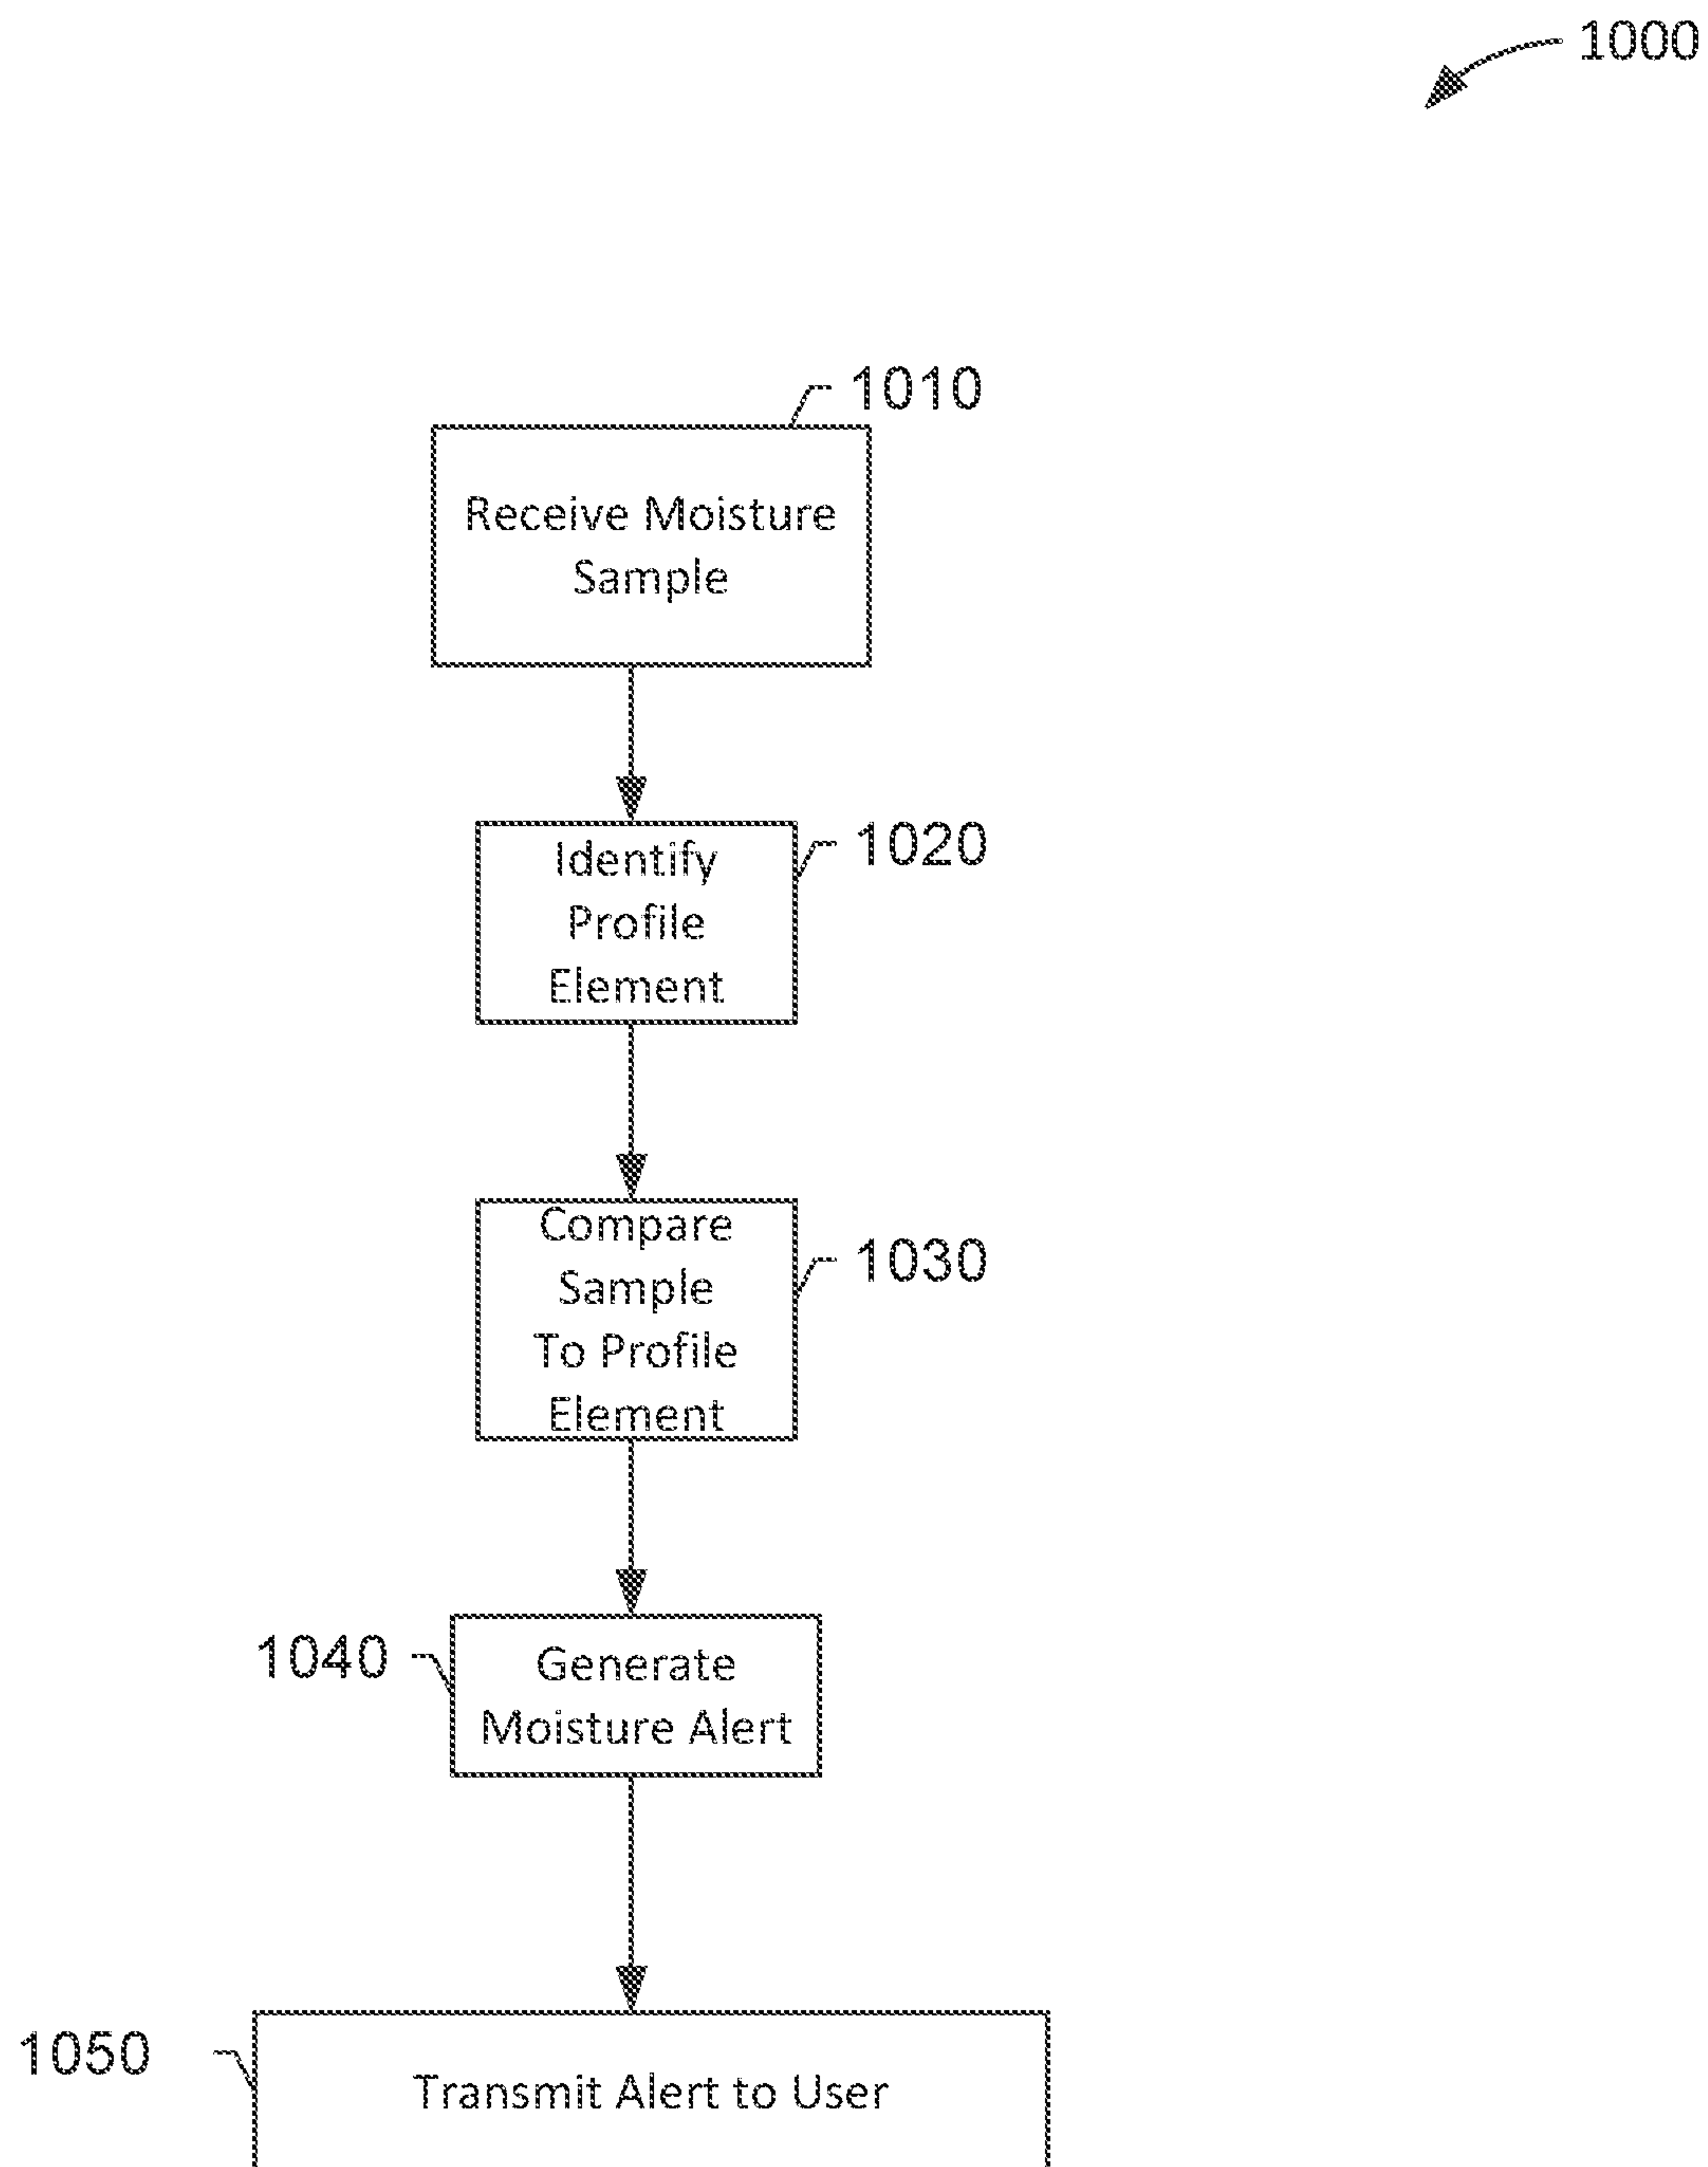 1000
1010
Receive Moisture
Sample
1020
Identify
Profile
Element
1030
Compare
Sample
To Profile
Element
1040
Generate
Moisture Alert
1050
Transmit Alert to User